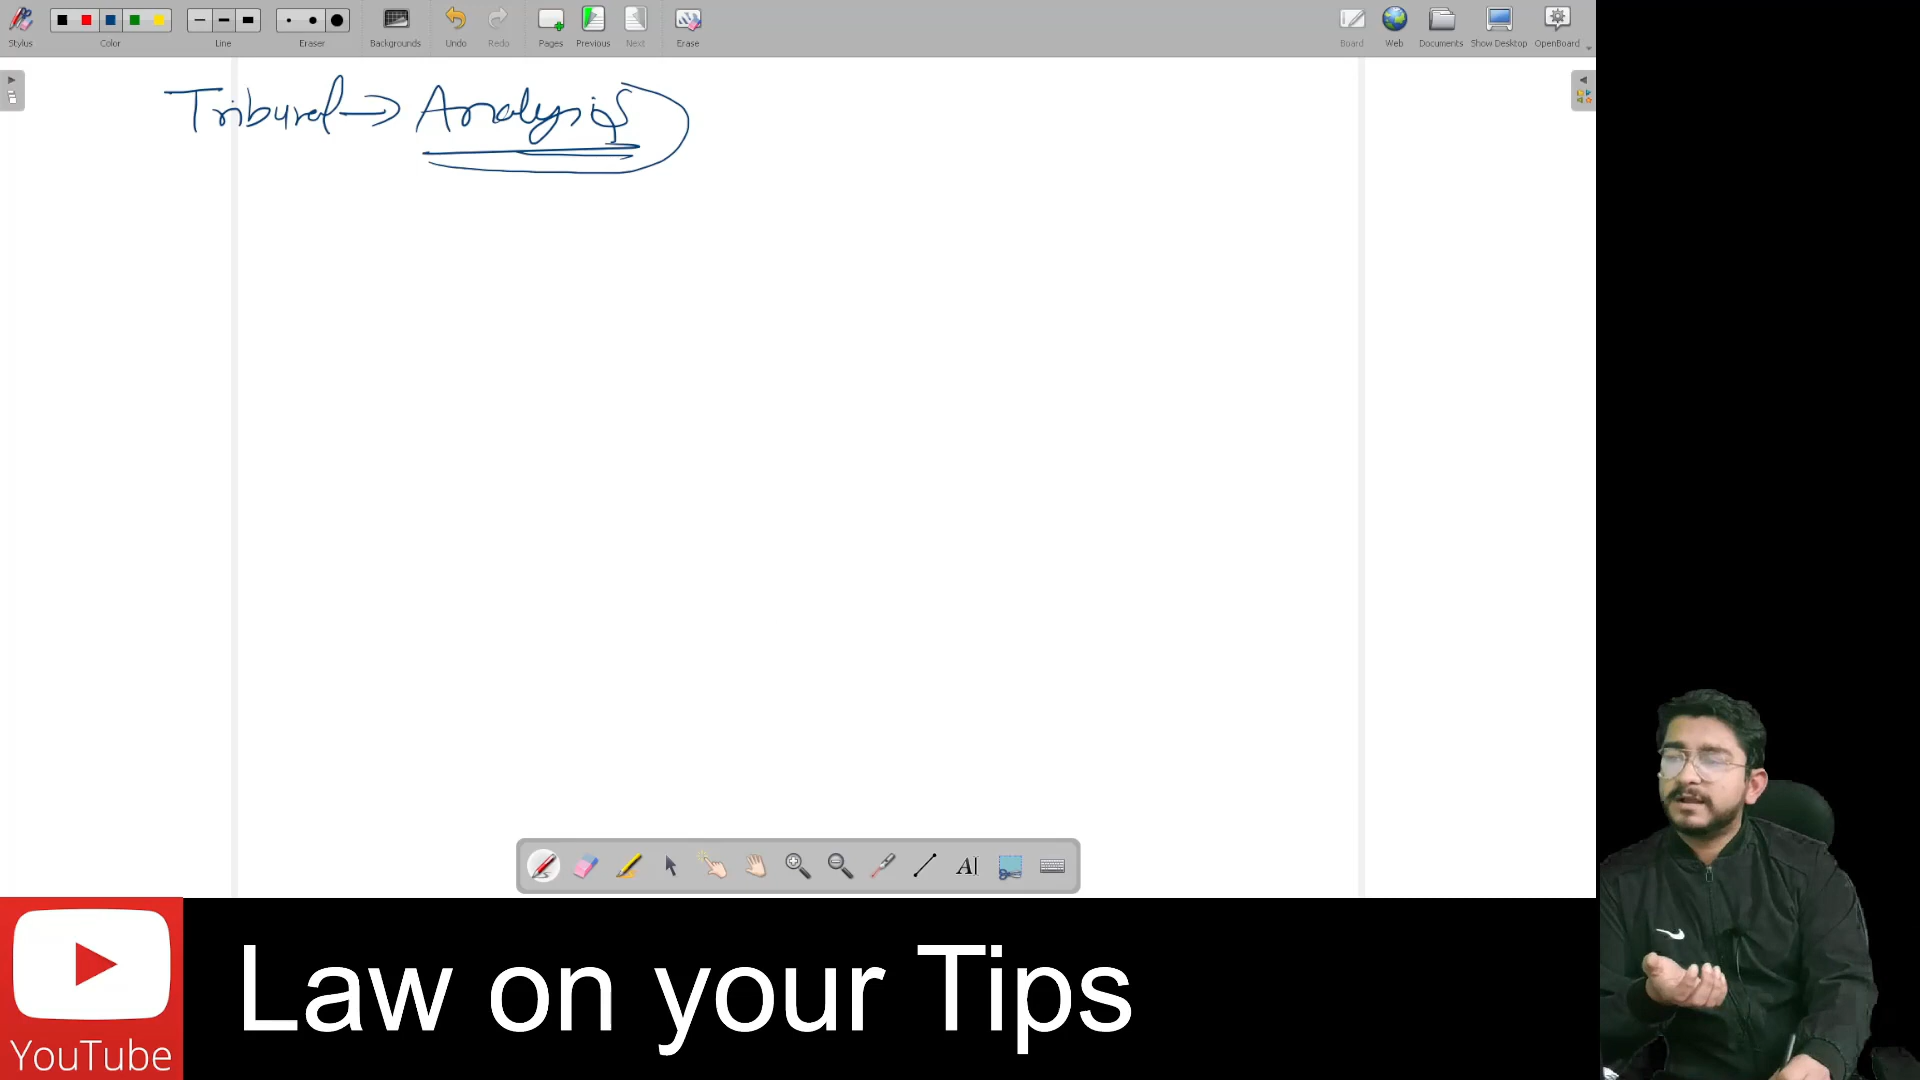 Stylus
Color
Line
Eraser
Backgrounds
Undo
Redo
Pages
Previous
Next
Erase
Board
Web
Documents
Show Desktop
OpenBoard
Tribunal → Analysis
A
YouTube
Law on your Tips